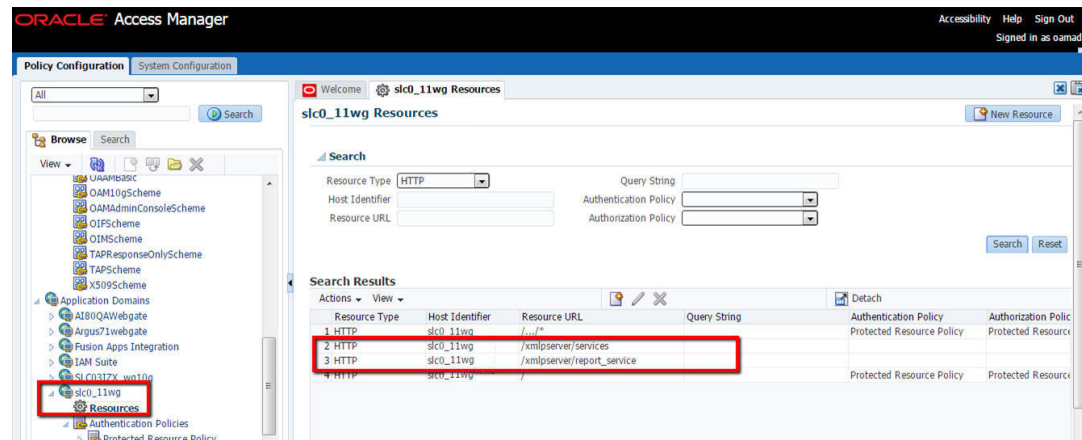 ORACLE Access Manager
Accessibility Help Sign Out
Signed in as oamad
Policy Configuration System Configuration
All
Search
Browse Search
View
OAAMBasic
OAM10gScheme
OAMAdminConsoleScheme
OIFScheme
OIMScheme
TAPResponseOnlyScheme
TAPScheme
X509Scheme
Application Domains
AI80QAWebgate
Argus71webgate
Fusion Apps Integration
IAM Suite
SLC03IZX_wg10g
slc0_11wg
Resources
Authentication Policies
Protected Resource Policy
Welcome slc0_11wg Resources
slc0_11wg Resources New Resource
Search
Resource Type HTTP Query String
Host Identifier Authentication Policy
Resource URL Authorization Policy
Search Reset
Search Results
Actions View Detach
Resource Type Host Identifier Resource URL Query String Authentication Policy Authorization Polic
1 HTTP slc0_11wg /.../* Protected Resource Policy Protected Resource
2 HTTP slc0_11wg /xmlpserver/services
3 HTTP slc0_11wg /xmlpserver/report_service
4 HTTP slc0_11wg / Protected Resource Policy Protected Resource